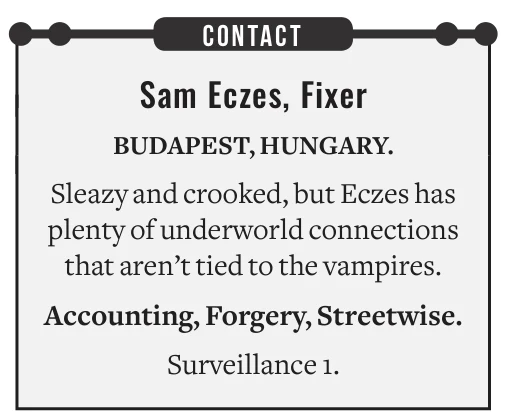 CONTACT
Sam Eczes, Fixer
BUDAPEST, HUNGARY.
Sleazy and crooked, but Eczes has
plenty of underworld connections
that aren’t tied to the vampires.
Accounting, Forgery, Streetwise.
Surveillance 1.